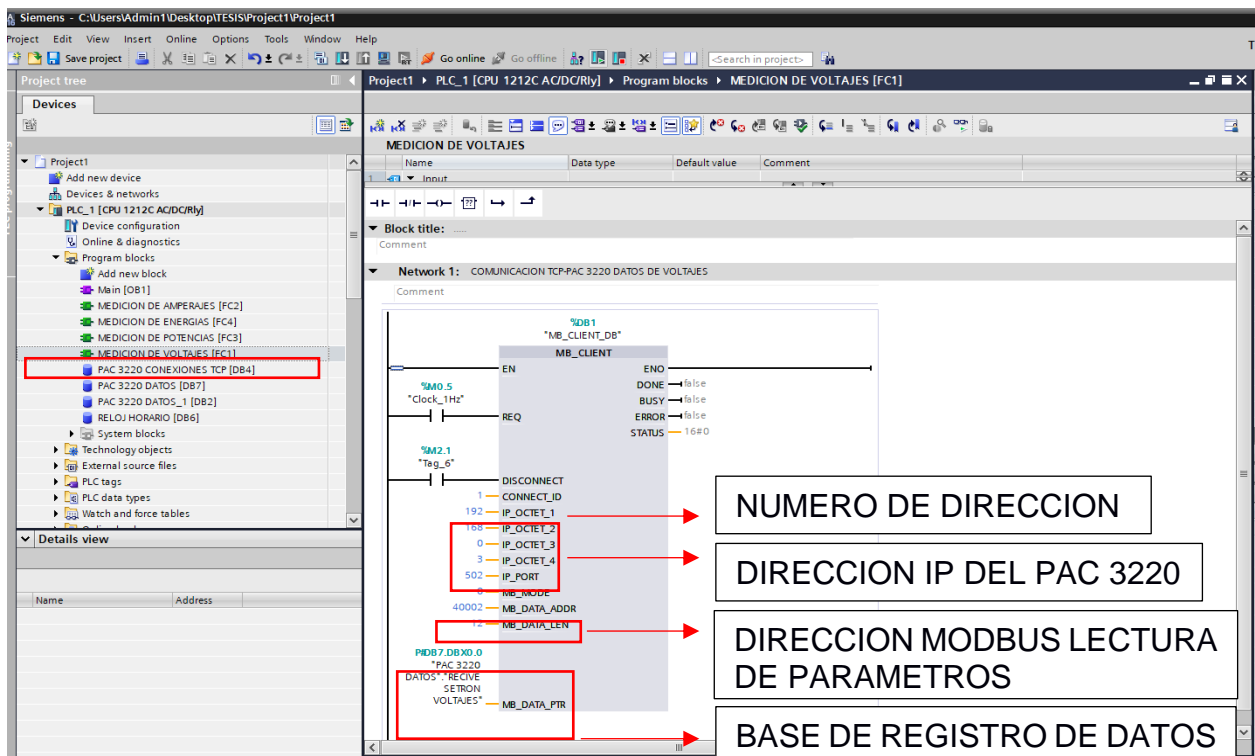 Siemens - C:\Users\Admin1\Desktop\TESIS\Project1\Project1
Project Edit View Insert Online Options Tools Window Help
Save project
Go online
Go offline
<Search in project>
Project tree
Devices
Project1
Add new device
Devices & networks
PLC_1 [CPU 1212C AC/DC/Rly]
Device configuration
Online & diagnostics
Program blocks
Add new block
Main [OB1]
MEDICION DE AMPERAJES [FC2]
MEDICION DE ENERGIAS [FC4]
MEDICION DE POTENCIAS [FC3]
MEDICION DE VOLTAJES [FC1]
PAC 3220 CONEXIONES TCP [DB4]
PAC 3220 DATOS [DB7]
PAC 3220 DATOS_1 [DB2]
RELOJ HORARIO [DB6]
System blocks
Technology objects
External source files
PLC tags
PLC data types
Watch and force tables
Details view
Name Address
Project1 PLC_1 [CPU 1212C AC/DC/Rly] Program blocks MEDICION DE VOLTAJES [FC1]
MEDICION DE VOLTAJES
Name Data type Default value Comment
1 Input
Block title: .....
Comment
Network 1: COMUNICACION TCP-PAC 3220 DATOS DE VOLTAJES
Comment
%DB1
"MB_CLIENT_DB"
MB_CLIENT
EN ENO
DONE false
%M0.5
"Clock_1Hz"
BUSY false
REQ ERROR false
STATUS 16#0
%M2.1
"Tag_6"
DISCONNECT
1 CONNECT_ID
192 IP_OCTET_1
168 IP_OCTET_2
0 IP_OCTET_3
3 IP_OCTET_4
502 IP_PORT
0 MB_MODE
40002 MB_DATA_ADDR
12 MB_DATA_LEN
P#DB7.DBX0.0
"PAC 3220
DATOS"."RECIVE
SETRON
VOLTAJES"
MB_DATA_PTR
NUMERO DE DIRECCION
DIRECCION IP DEL PAC 3220
DIRECCION MODBUS LECTURA
DE PARAMETROS
BASE DE REGISTRO DE DATOS